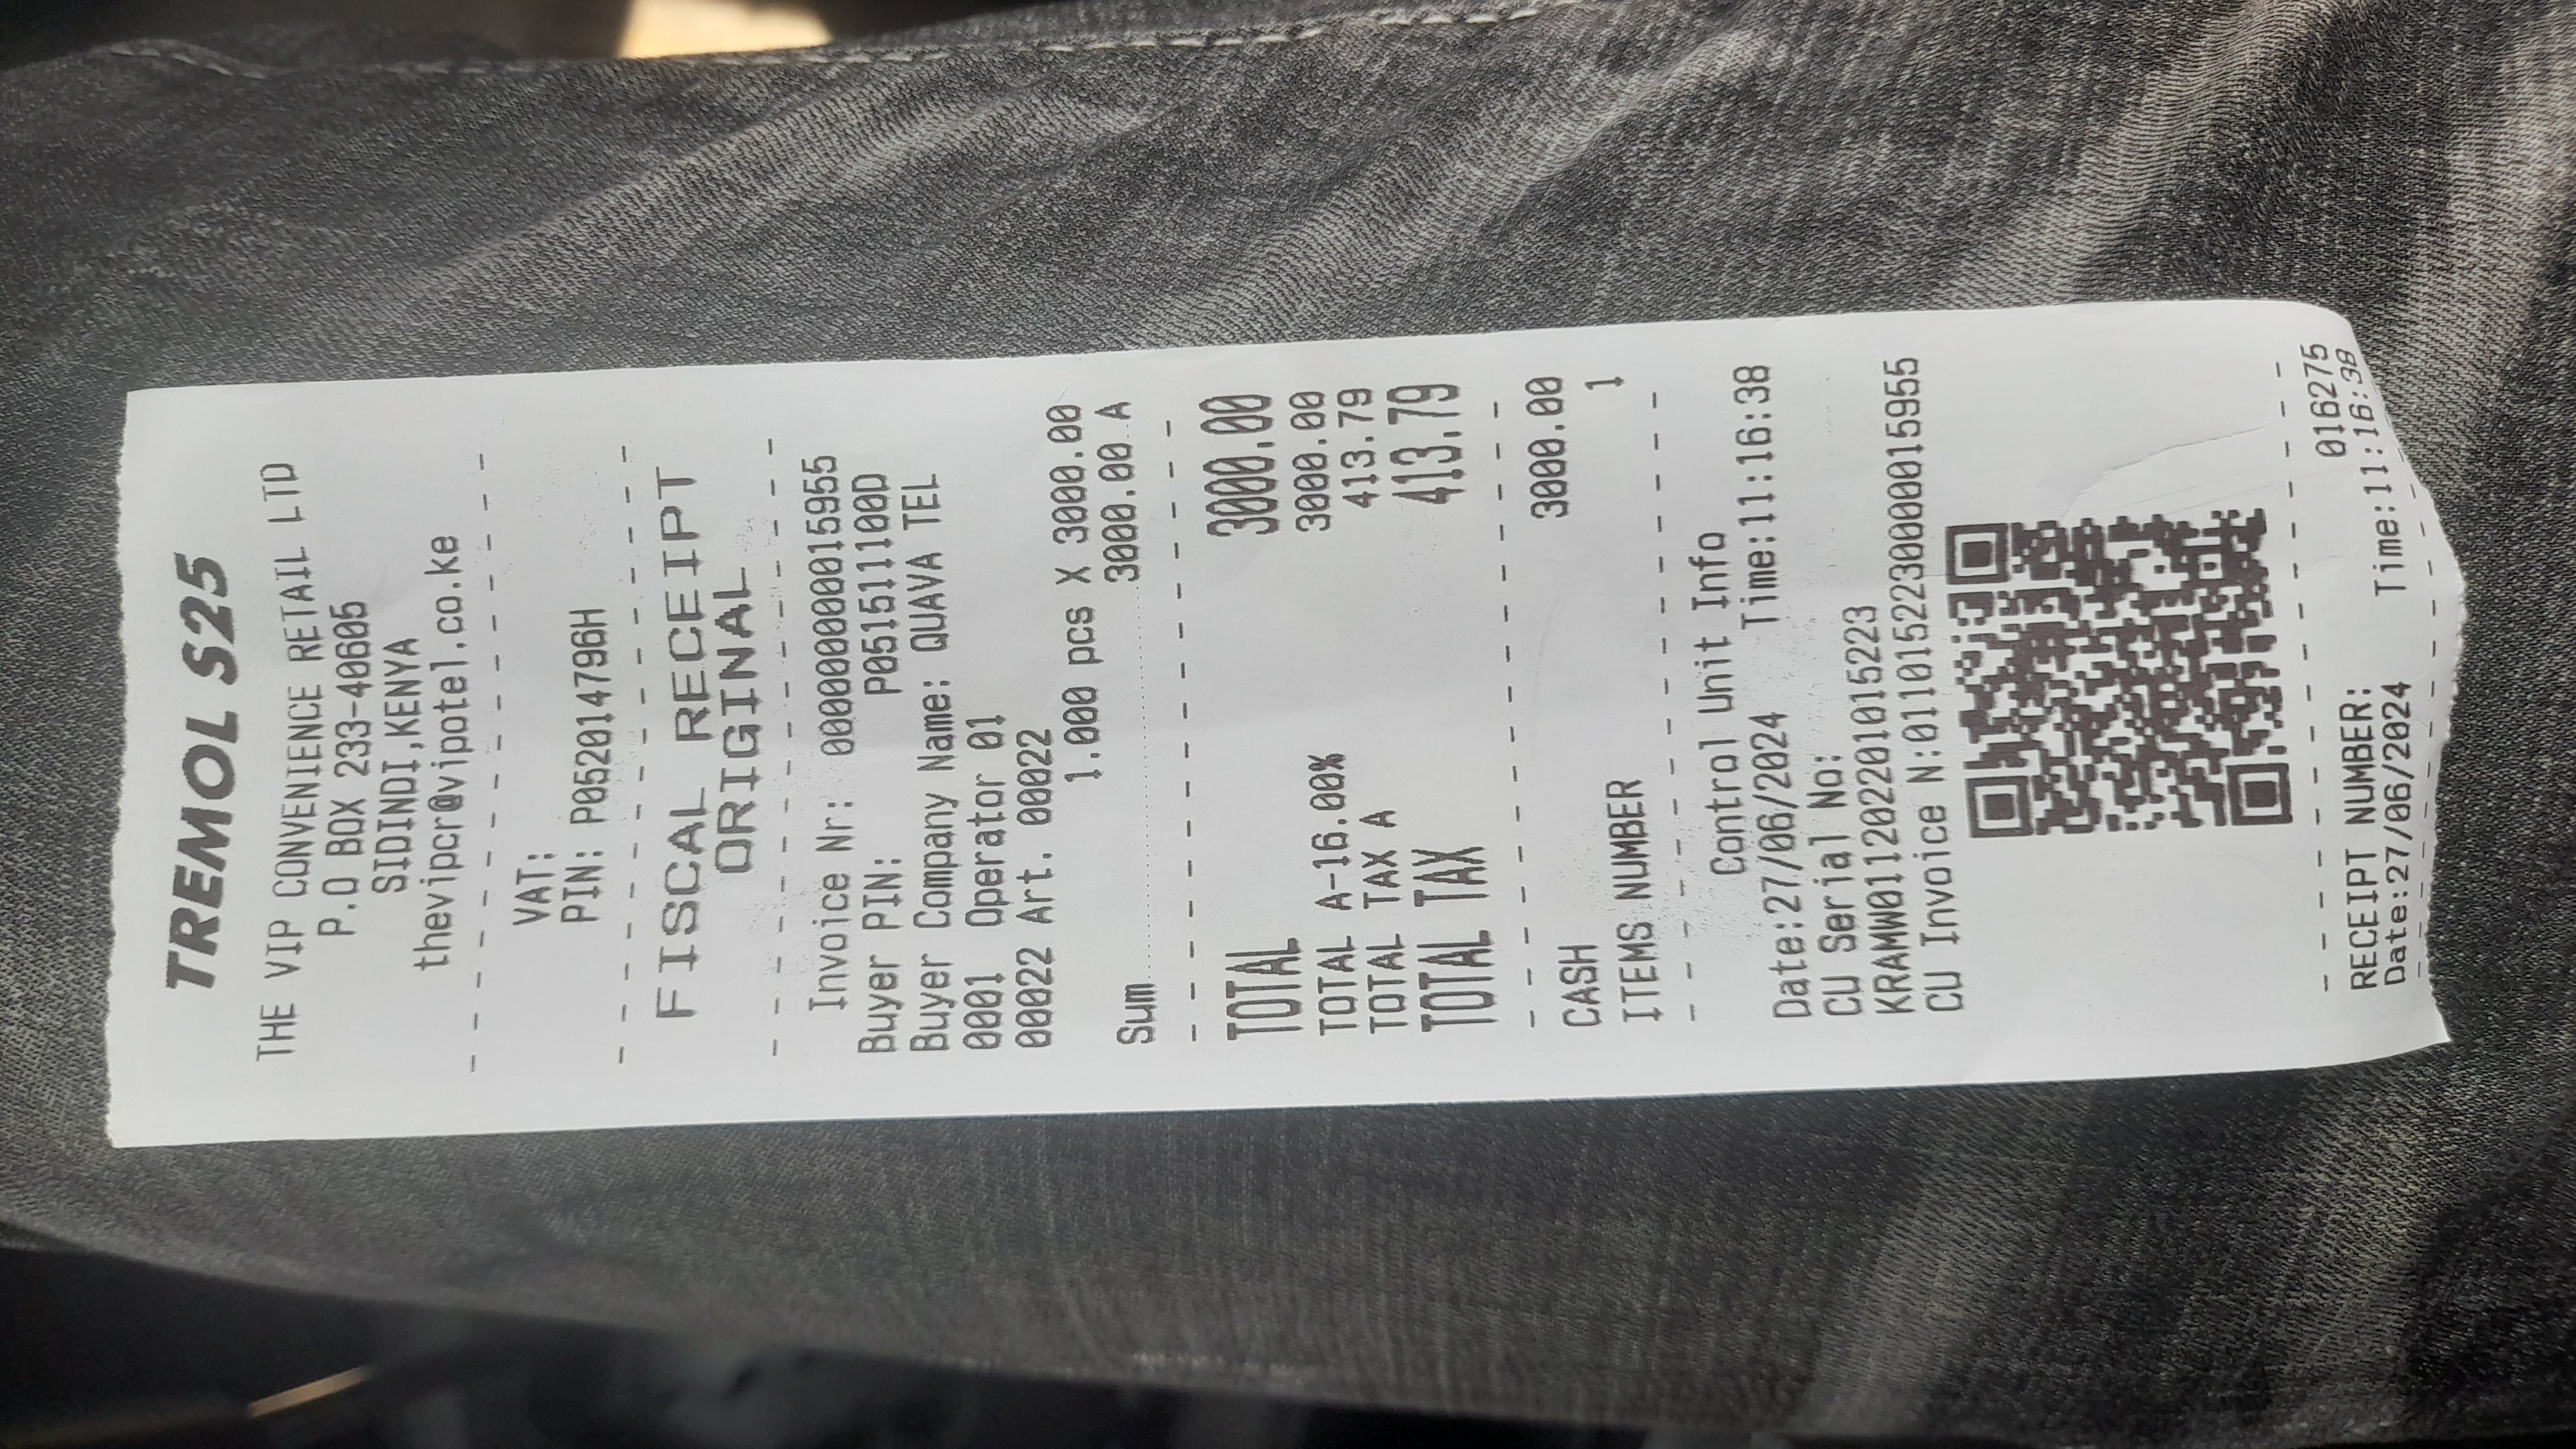 TREMOL S25
THE VIP CONVENIENCE RETAIL LTD
P.O BOX 233-40605
SIDINDI,KENYA
thevipcr@vipotel.co.ke
VAT:
PIN: P052014796H
FISCAL RECEIPT
ORIGINAL
Invoice Nr: 0000000000015955
Buyer PIN: P051511100D
Buyer Company Name: QUAVA TEL
0001 Operator 01
00022 Art. 00022
1.000 pcs X 3000.00
Sum 3000.00 A
TOTAL 3000.00
TOTAL A-16.00% 3000.00
TOTAL TAX A 413.79
TOTAL TAX 413.79
CASH 3000.00
ITEMS NUMBER 1
Control Unit Info
Date:27/06/2024 Time:11:16:38
CU Serial No:
KRAMW011202201015223
CU Invoice N:0110152230000015955
RECEIPT NUMBER: 016275
Date:27/06/2024 Time:11:16:38